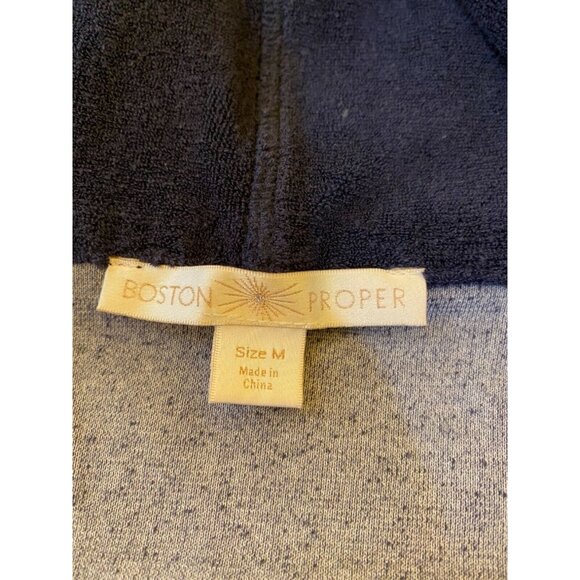 BOSTON PROPER
Size M
Made in
China